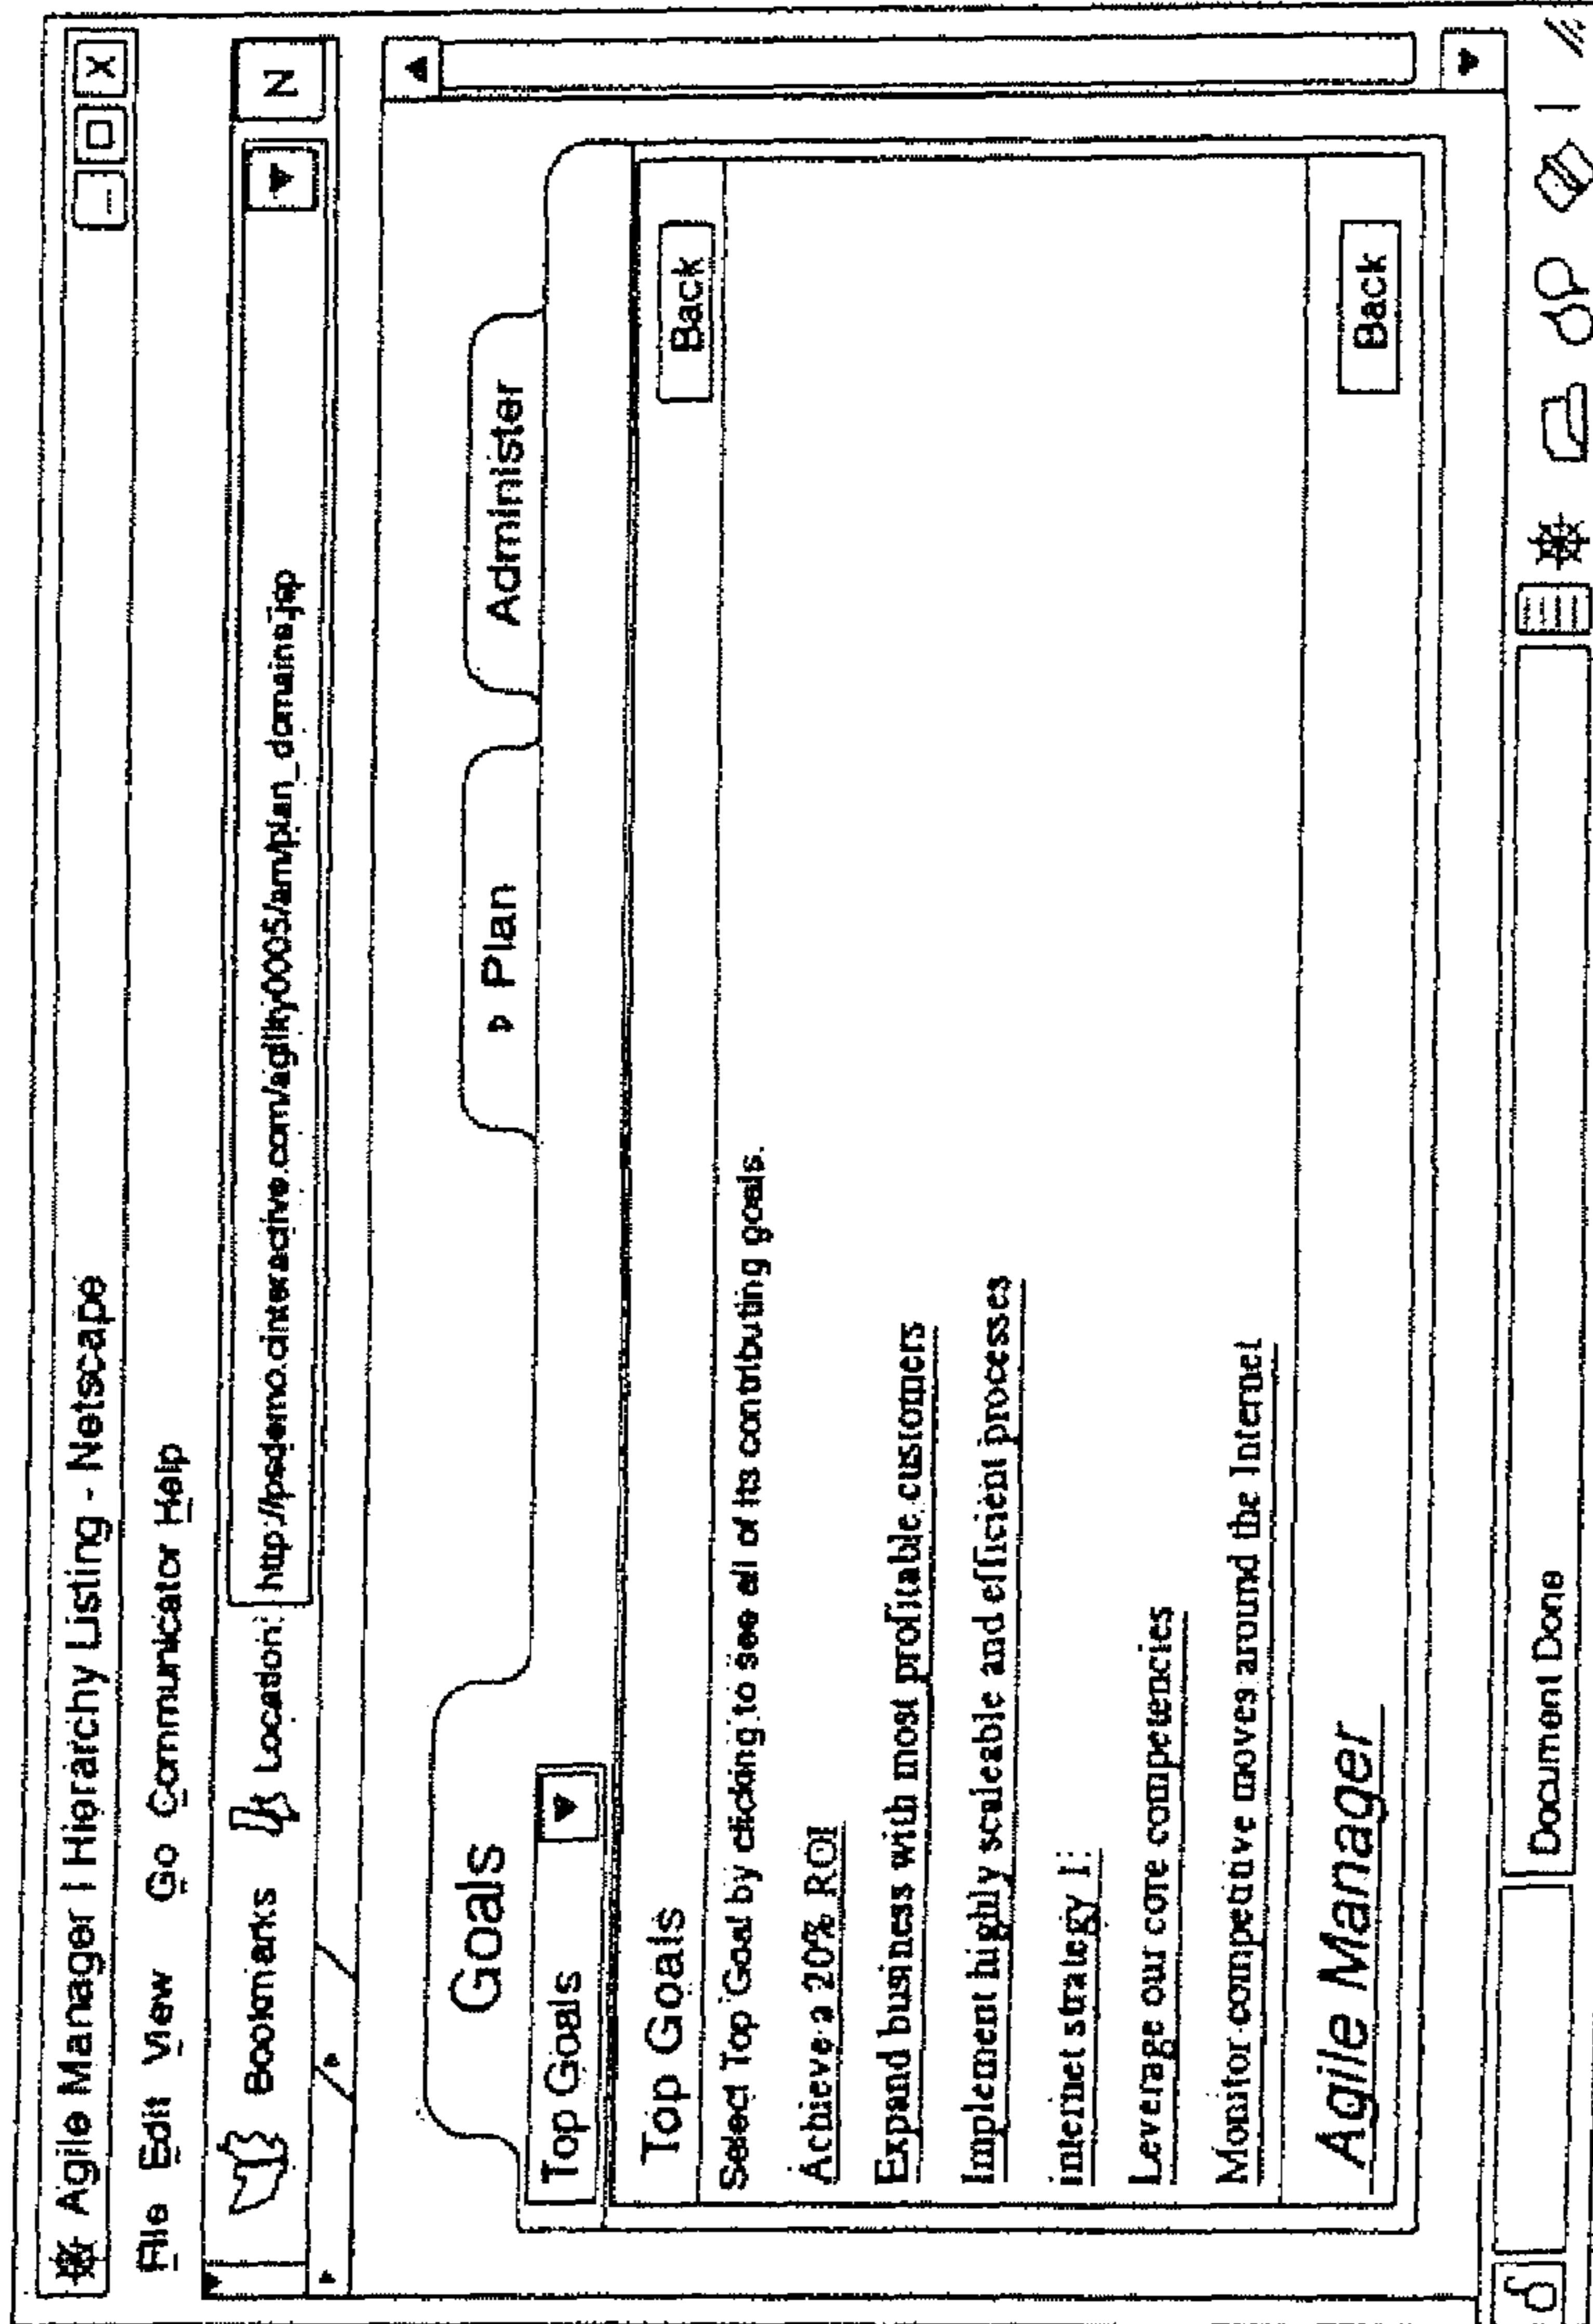 Agile Manager | Hierarchy Listing - Netscape
File Edit View Go Communicator Help
Bookmarks Location: http://psdemo.cinteractive.com/agility0005/am/plan_domains.jsp N
Goals Plan Administer
Top Goals
Top Goals Back
Select Top Goal by clicking to see all of its contributing goals.
Achieve a 20% ROI
Expand business with most profitable customers
Implement highly scaleable and efficient processes
internet strategy 1:
Leverage our core competencies
Monitor competitive moves around the Internet
Agile Manager Back
Document Done